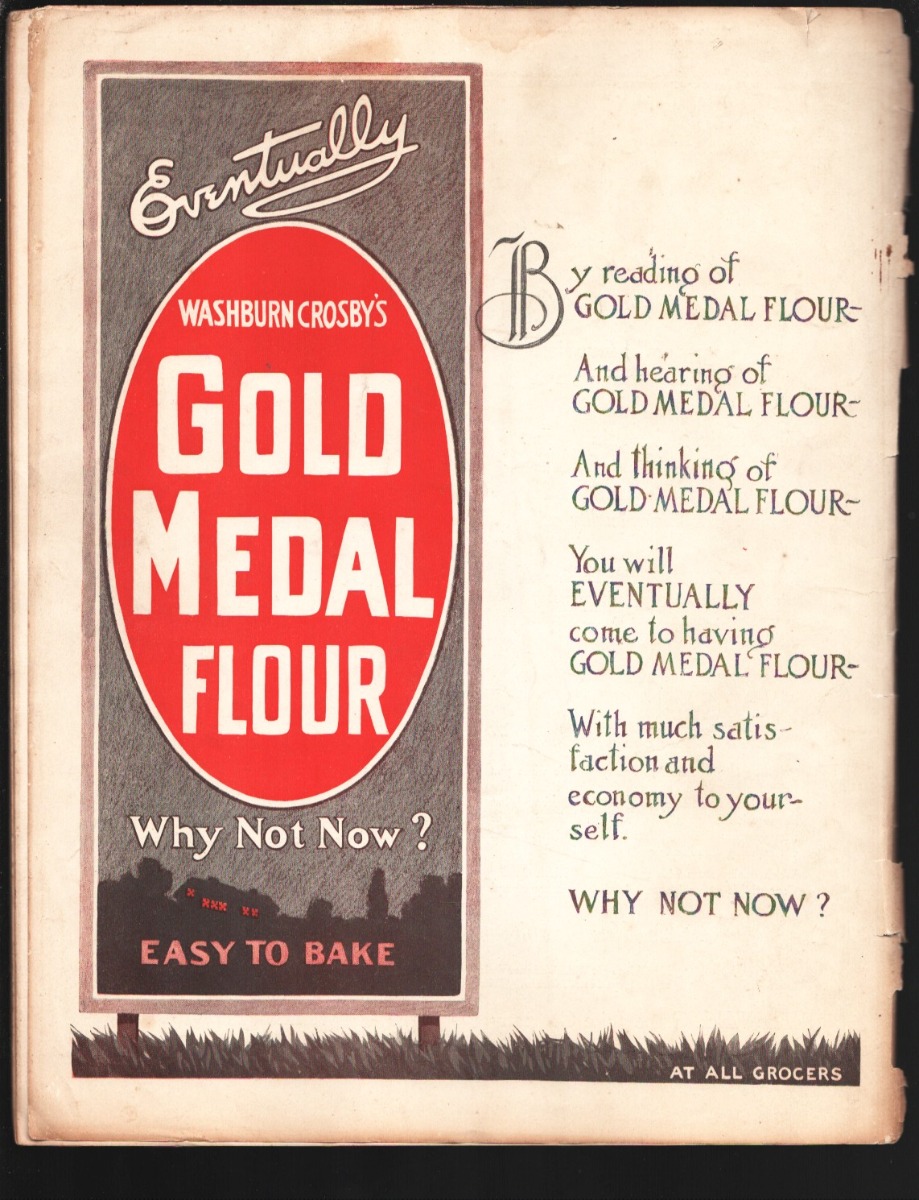 Eventually
WASHBURN CROSBY'S
GOLD
MEDAL
FLOUR
Why Not Now?
EASY TO BAKE
By reading of
GOLD MEDAL FLOUR-
And hearing of
GOLD MEDAL FLOUR-
And thinking of
GOLD MEDAL FLOUR-
You will
EVENTUALLY
come to having
GOLD MEDAL FLOUR-
With much satis-
faction and
economy to your-
self.
WHY NOT NOW?
AT ALL GROCERS